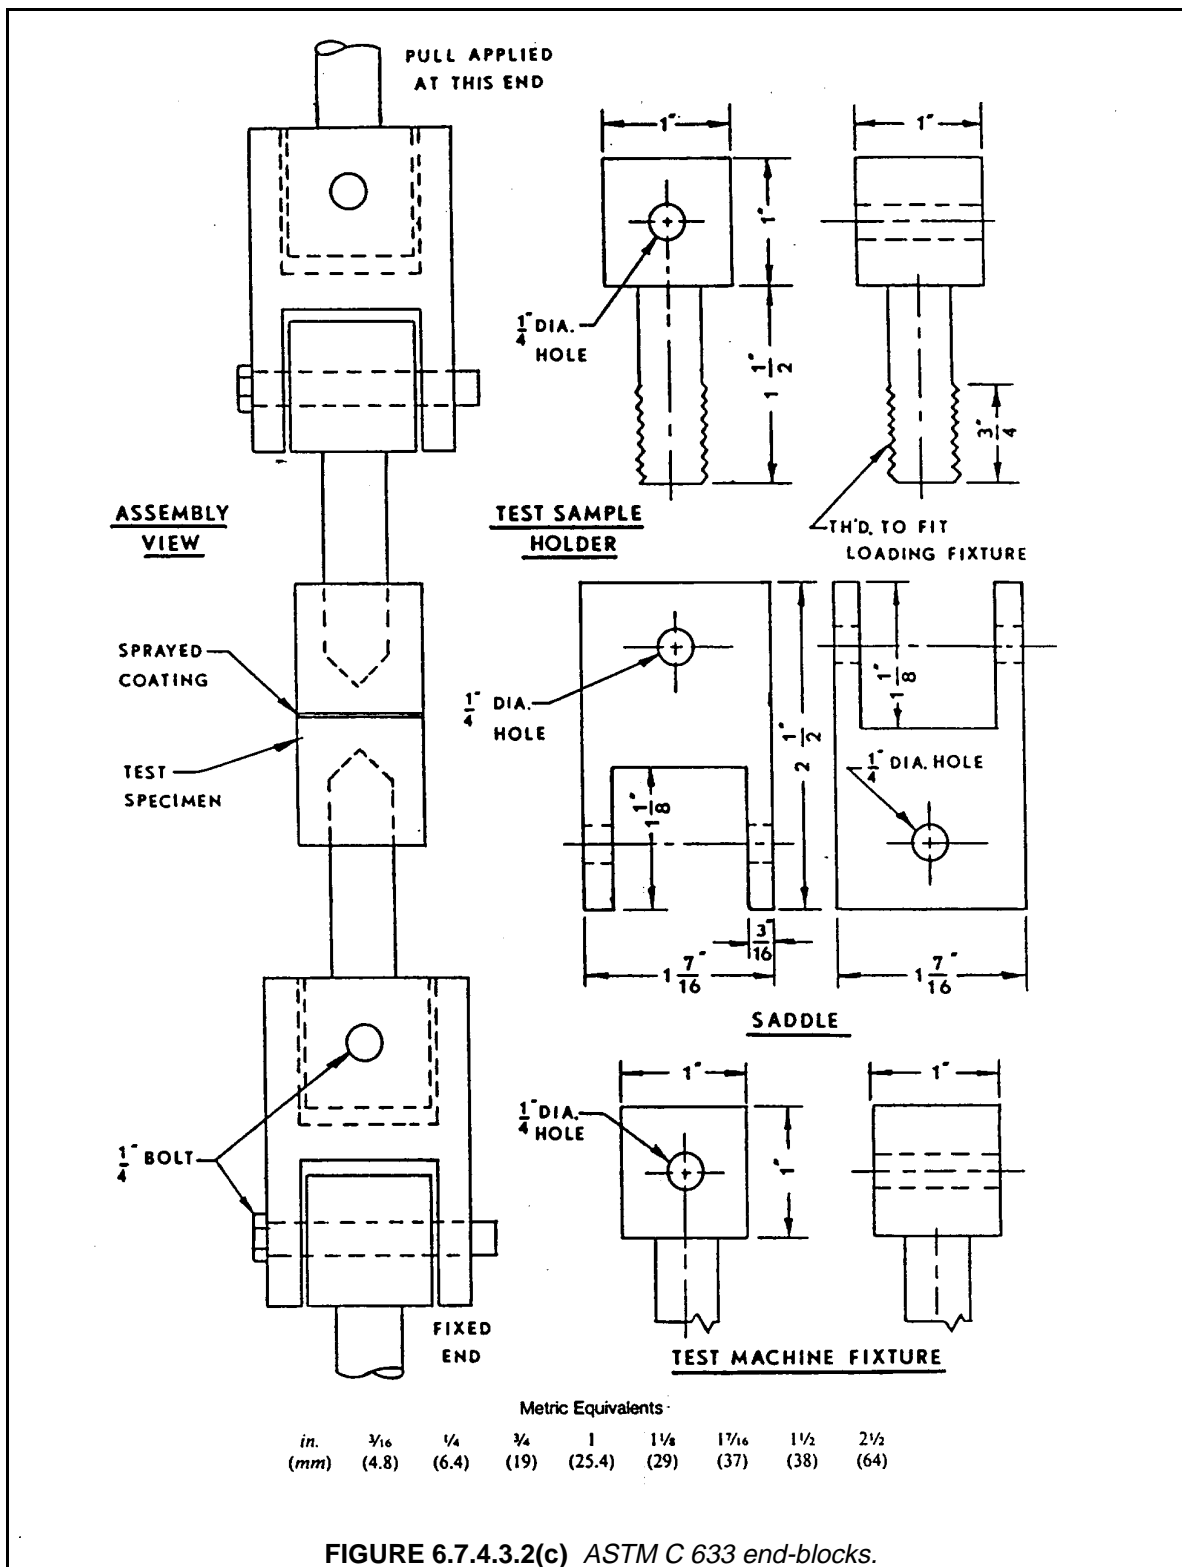 PULL APPLIED
AT THIS END
1"
1"
1"
1/4" DIA.
HOLE
1 1/2"
3/4"
ASSEMBLY
VIEW
TEST SAMPLE
HOLDER
TH'D. TO FIT
LOADING FIXTURE
SPRAYED
COATING
1/4" DIA.
HOLE
1 1/8"
2 1/2"
1 1/8"
1/4" DIA. HOLE
TEST
SPECIMEN
3/16"
1 7/16"
1 7/16"
SADDLE
1"
1"
1/4" DIA.
HOLE
1"
1/4" BOLT
FIXED
END
TEST MACHINE FIXTURE
Metric Equivalents
in. 3/16 1/4 3/4 1 1 1/8 1 7/16 1 1/2 2 1/2
(mm) (4.8) (6.4) (19) (25.4) (29) (37) (38) (64)
FIGURE 6.7.4.3.2(c) ASTM C 633 end-blocks.